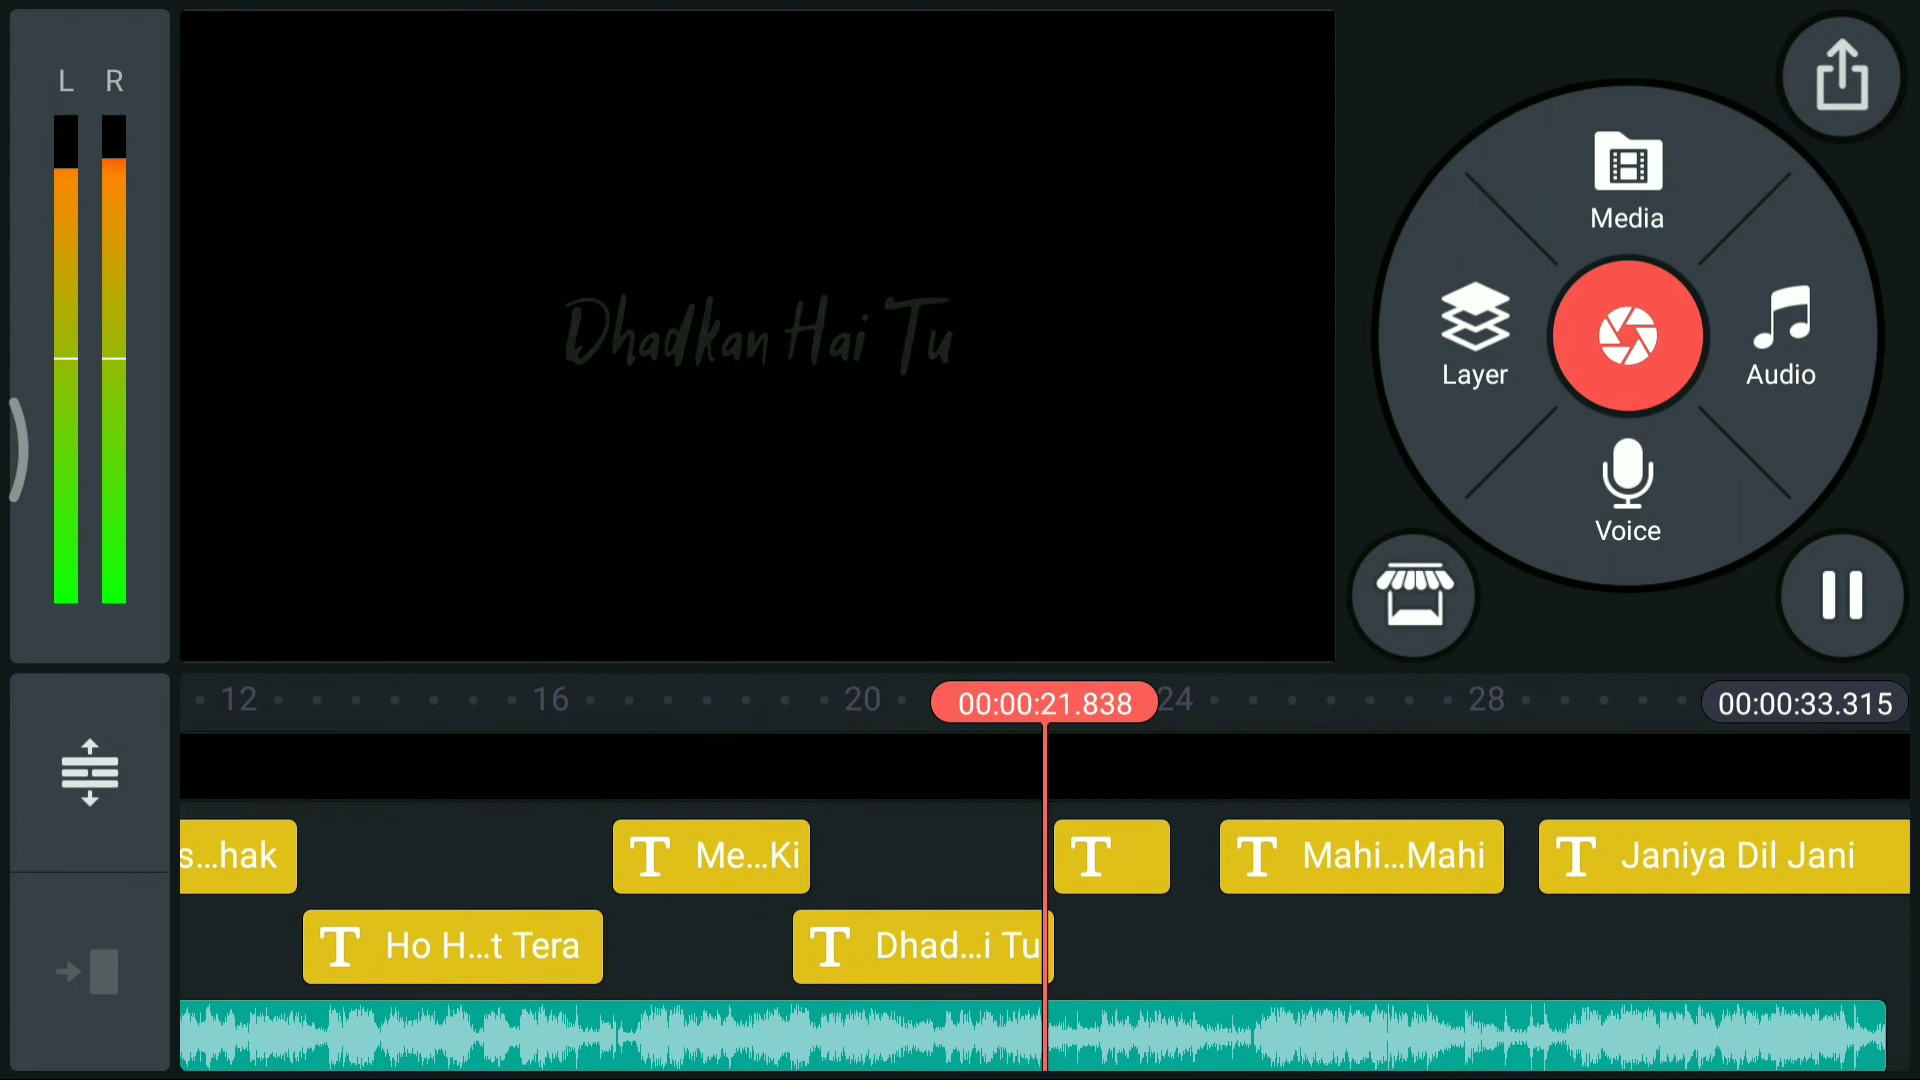 L R
Dhadkan Hai Tu
Media
Layer
Audio
Voice
12 16 20 00:00:21.838 24 28 00:00:33.315
s...hak
T Me...Ki
T
T Mahi...Mahi
T Janiya Dil Jani
T Ho H...t Tera
T Dhad...i Tu